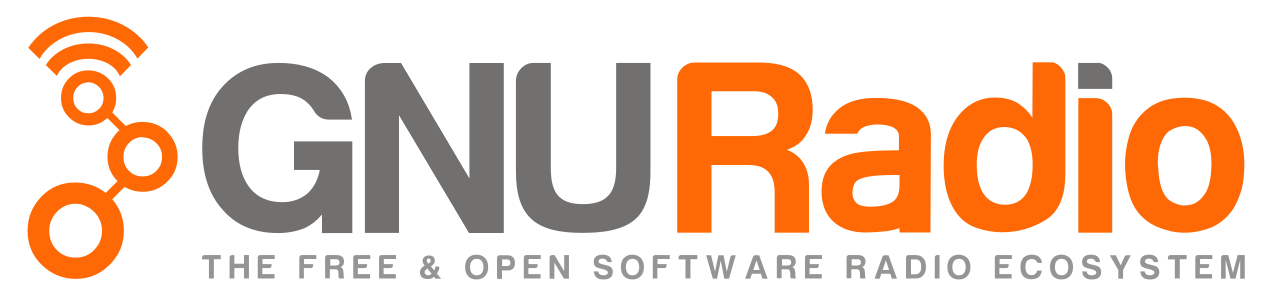 GNURadio
THE FREE & OPEN SOFTWARE RADIO ECOSYSTEM